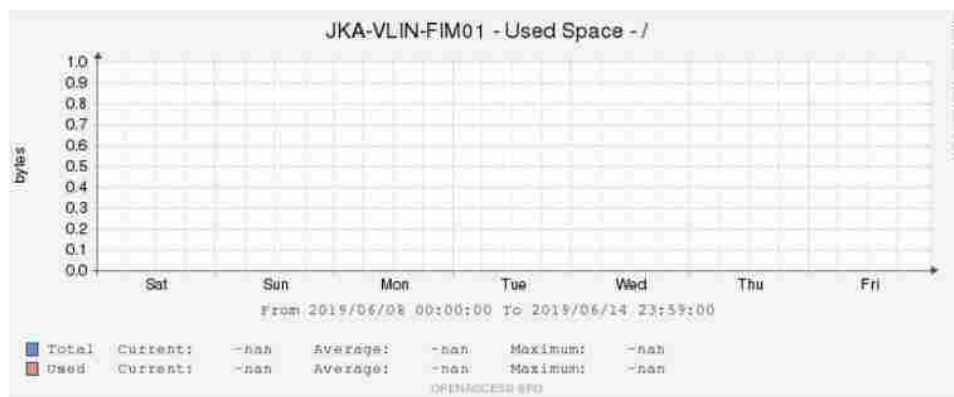 JKA-VLIN-FIM01 - Used Space - /
bytes
1.0
0.9
0.8
0.7
0.6
0.5
0.4
0.3
0.2
0.1
0.0
Sat Sun Mon Tue Wed Thu Fri
From 2019/06/08 00:00:00 To 2019/06/14 23:59:00
Total Current: -nan Average: -nan Maximum: -nan
Used Current: -nan Average: -nan Maximum: -nan
OPENACCESS BPO